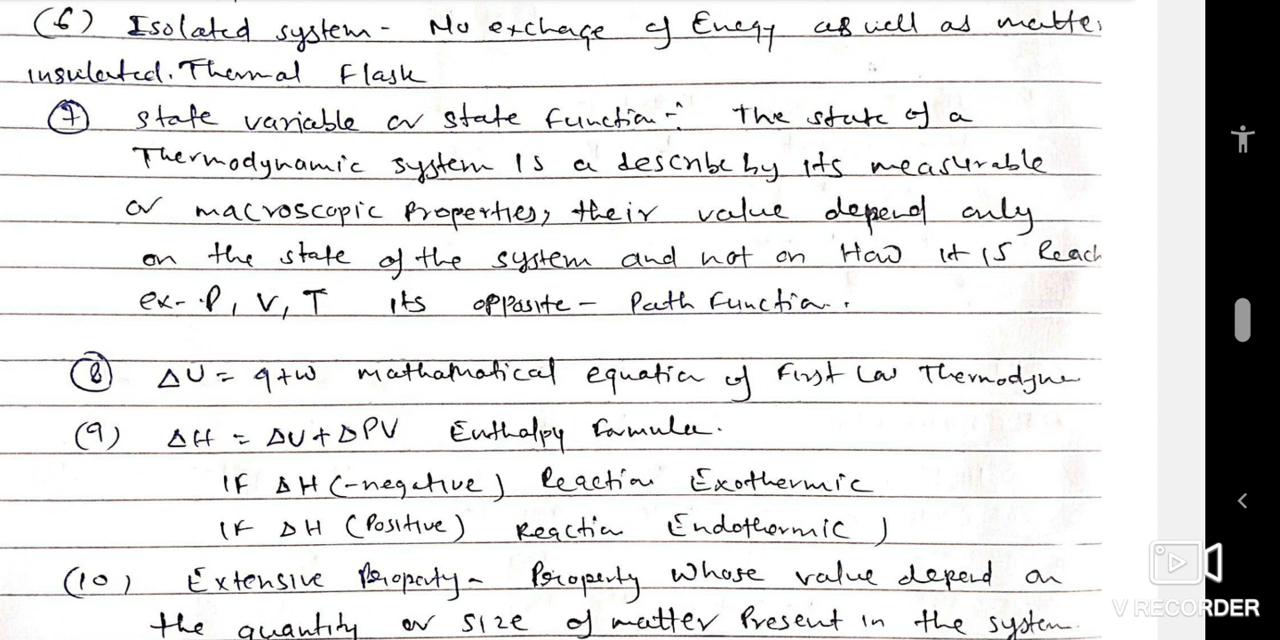 (6) Isolated system - No exchage of Enegy as well as matte
insulated. Thermal Flask
(7) state variable or state Function :- The state of a
Thermodynamic system Is a describe by its measurable
or macroscopic Properties, their value depend only
on the state of the system and not on How it is Reach
ex- P, V, T its opposite - Path Function.
(8) ΔU = q+w mathamatical equation of First Law Thermodyne
(9) ΔH = ΔU + ΔPV Enthalpy Formula.
IF ΔH (-negative) Reaction Exothermic
IF ΔH (Positive) Reaction Endothermic )
(10) Extensive Property - Property whose value depend on
the quantity or size of matter Present in the system.
V RECORDER